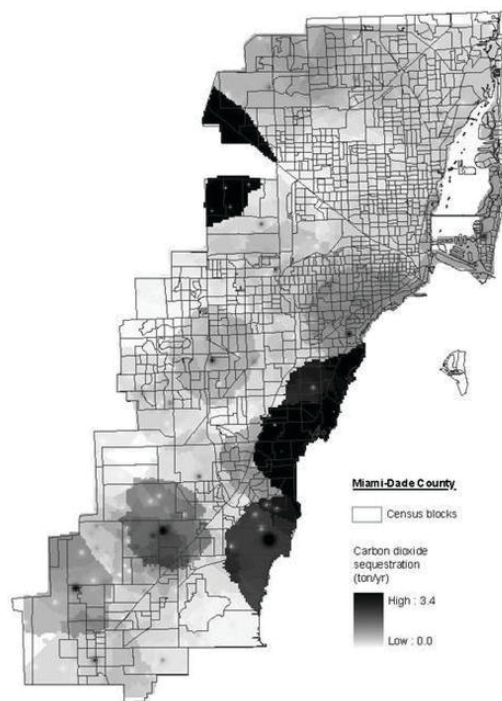 Miami-Dade County
Census blocks
Carbon dioxide
sequestration
(ton/yr)
High : 3.4
Low : 0.0